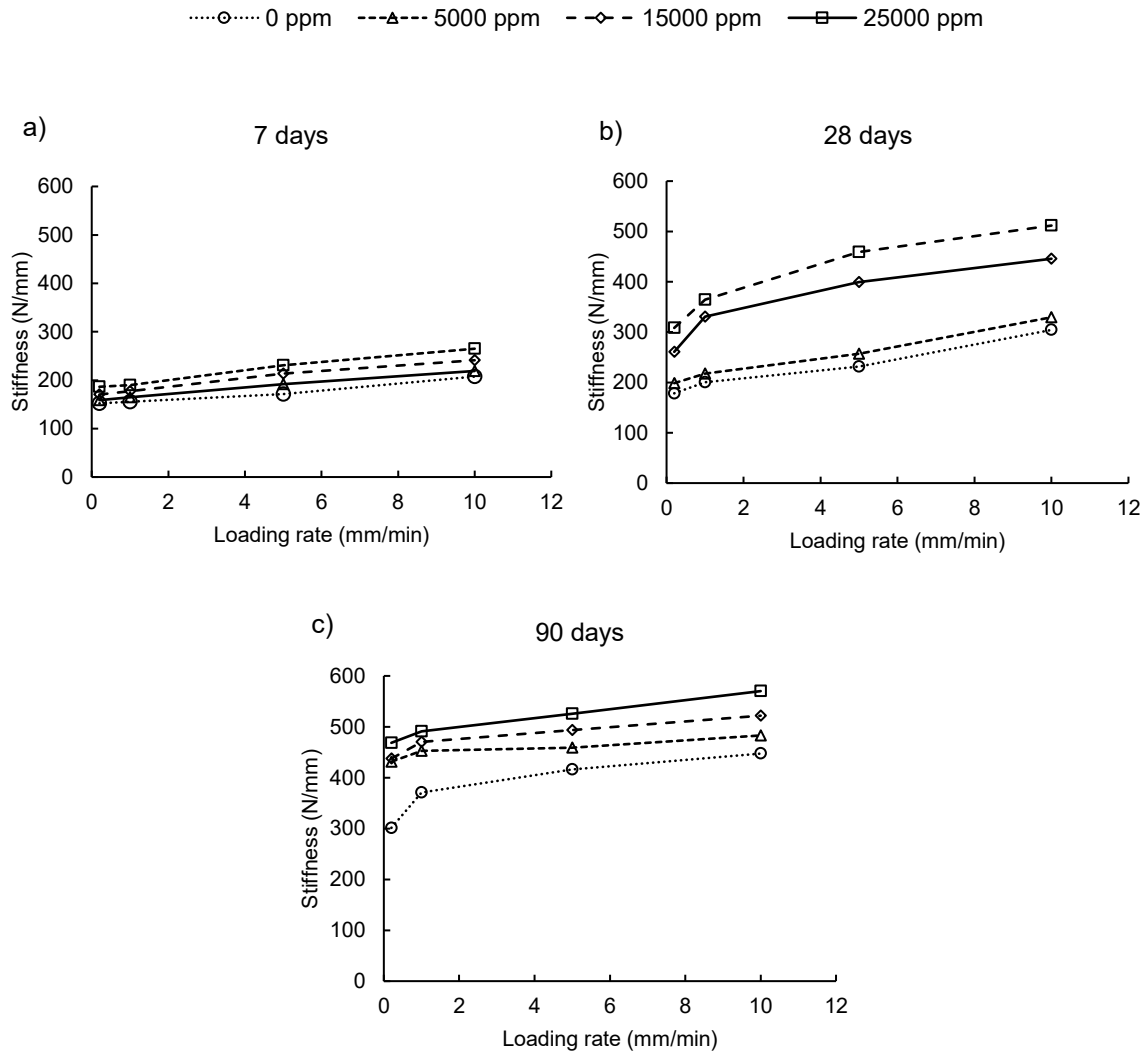 0 ppm 5000 ppm 15000 ppm 25000 ppm
a)
7 days
600
500
400
300
200
100
0
0 2 4 6 8 10 12
Stiffness (N/mm)
Loading rate (mm/min)
b)
28 days
600
500
400
300
200
100
0
0 2 4 6 8 10 12
Stiffness (N/mm)
Loading rate (mm/min)
c)
90 days
600
500
400
300
200
100
0
0 2 4 6 8 10 12
Stiffness (N/mm)
Loading rate (mm/min)